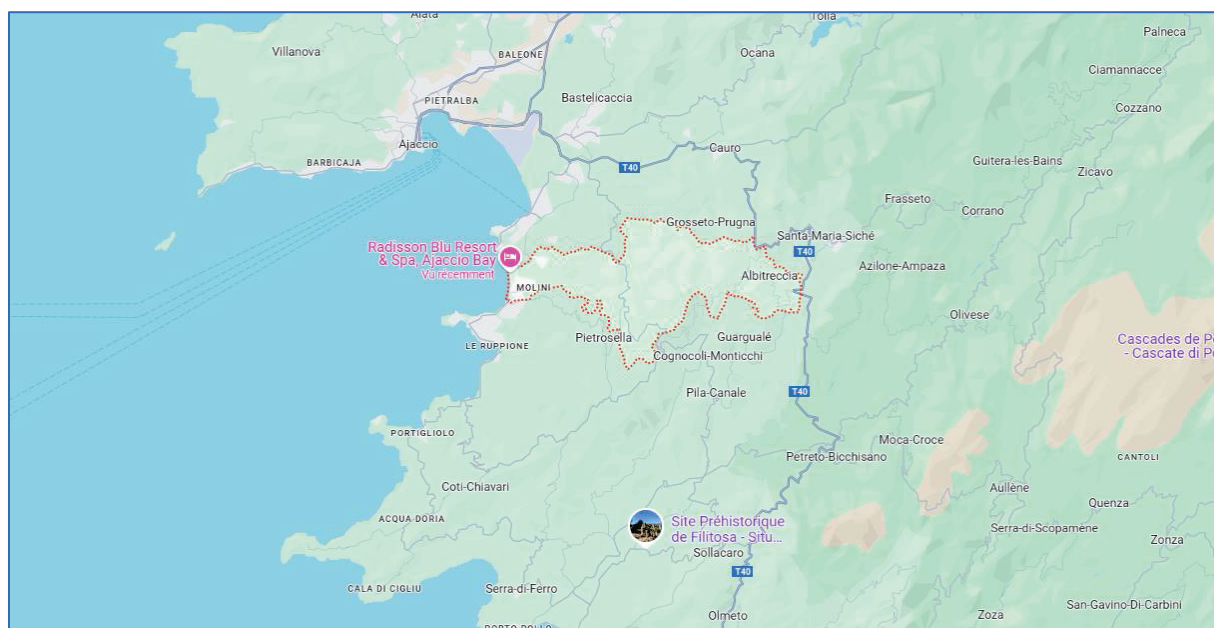 Alata
Tolla
Palneca
Villanova
BALEONE
Ocana
Ciamannacce
Bastelicaccia
PIETRALBA
Cozzano
Ajaccio
Cauro
BARBICAJA
T40
Guitera-les-Bains
Zicavo
Frasseto
Corrano
Grosseto-Prugna
Santa-Maria-Siché
Radisson Blu Resort
& Spa, Ajaccio Bay
Vu récemment
T40
Albitreccia
Azilone-Ampaza
MOLINI
Olivese
Pietrosella
Guargualé
LE RUPPIONE
Cognocoli-Monticchi
Cascades de P
- Cascate di P
Pila-Canale
T40
PORTIGLIOLO
Moca-Croce
Petreto-Bicchisano
CANTOLI
Coti-Chiavari
Aullène
Quenza
ACQUA DORIA
Site Préhistorique
de Filitosa - Situ...
Serra-di-Scopamène
Zonza
Sollacaro
T40
CALA DI CIGLIU
Serra-di-Ferro
San-Gavino-Di-Carbini
Olmeto
Zoza
PORTO POLLO